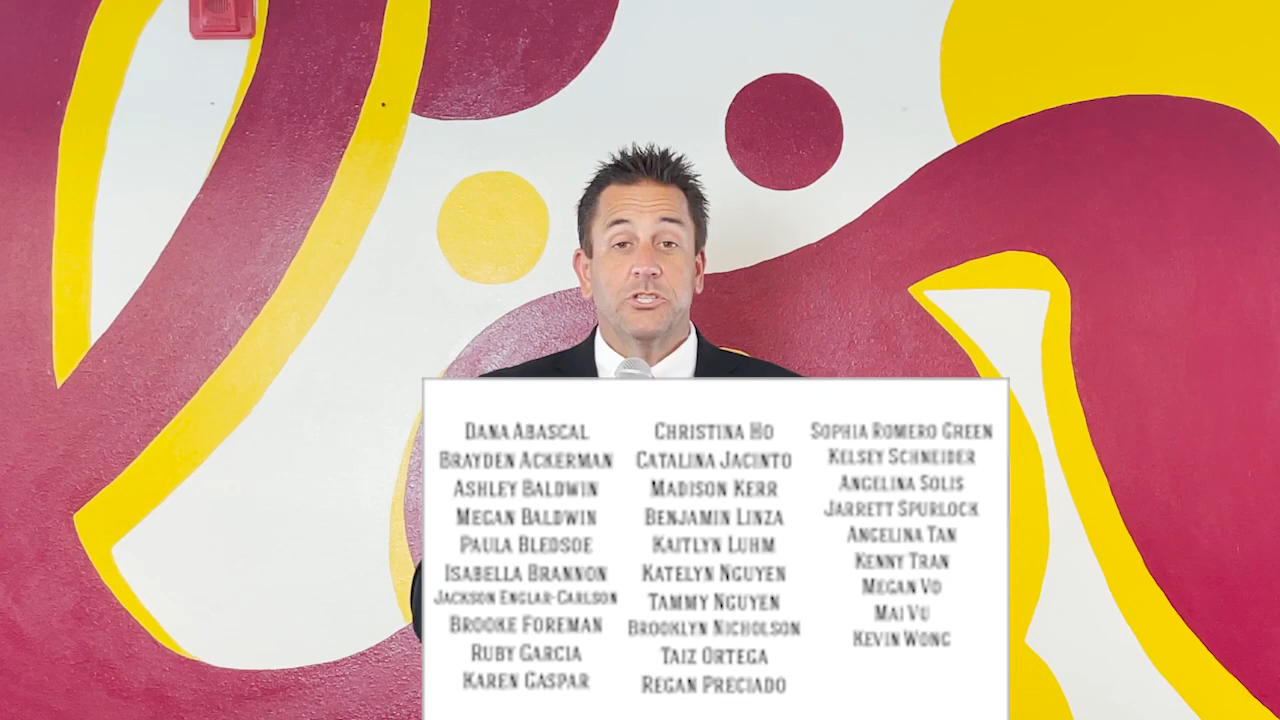 DANA ABASCAL
BRAYDEN ACKERMAN
ASHLEY BALDWIN
MEGAN BALDWIN
PAULA BLEDSOE
ISABELLA BRANNON
JACKSON ENGLAR-CARLSON
BROOKE FOREMAN
RUBY GARCIA
KAREN GASPAR
CHRISTINA HO
CATALINA JACINTO
MADISON KERR
BENJAMIN LINZA
KAITLYN LUHM
KATELYN NGUYEN
TAMMY NGUYEN
BROOKLYN NICHOLSON
TAIZ ORTEGA
REGAN PRECIADO
SOPHIA ROMERO GREEN
KELSEY SCHNEIDER
ANGELINA SOLIS
JARRETT SPURLOCK
ANGELINA TAN
KENNY TRAN
MEGAN VO
MAI VU
KEVIN WONG